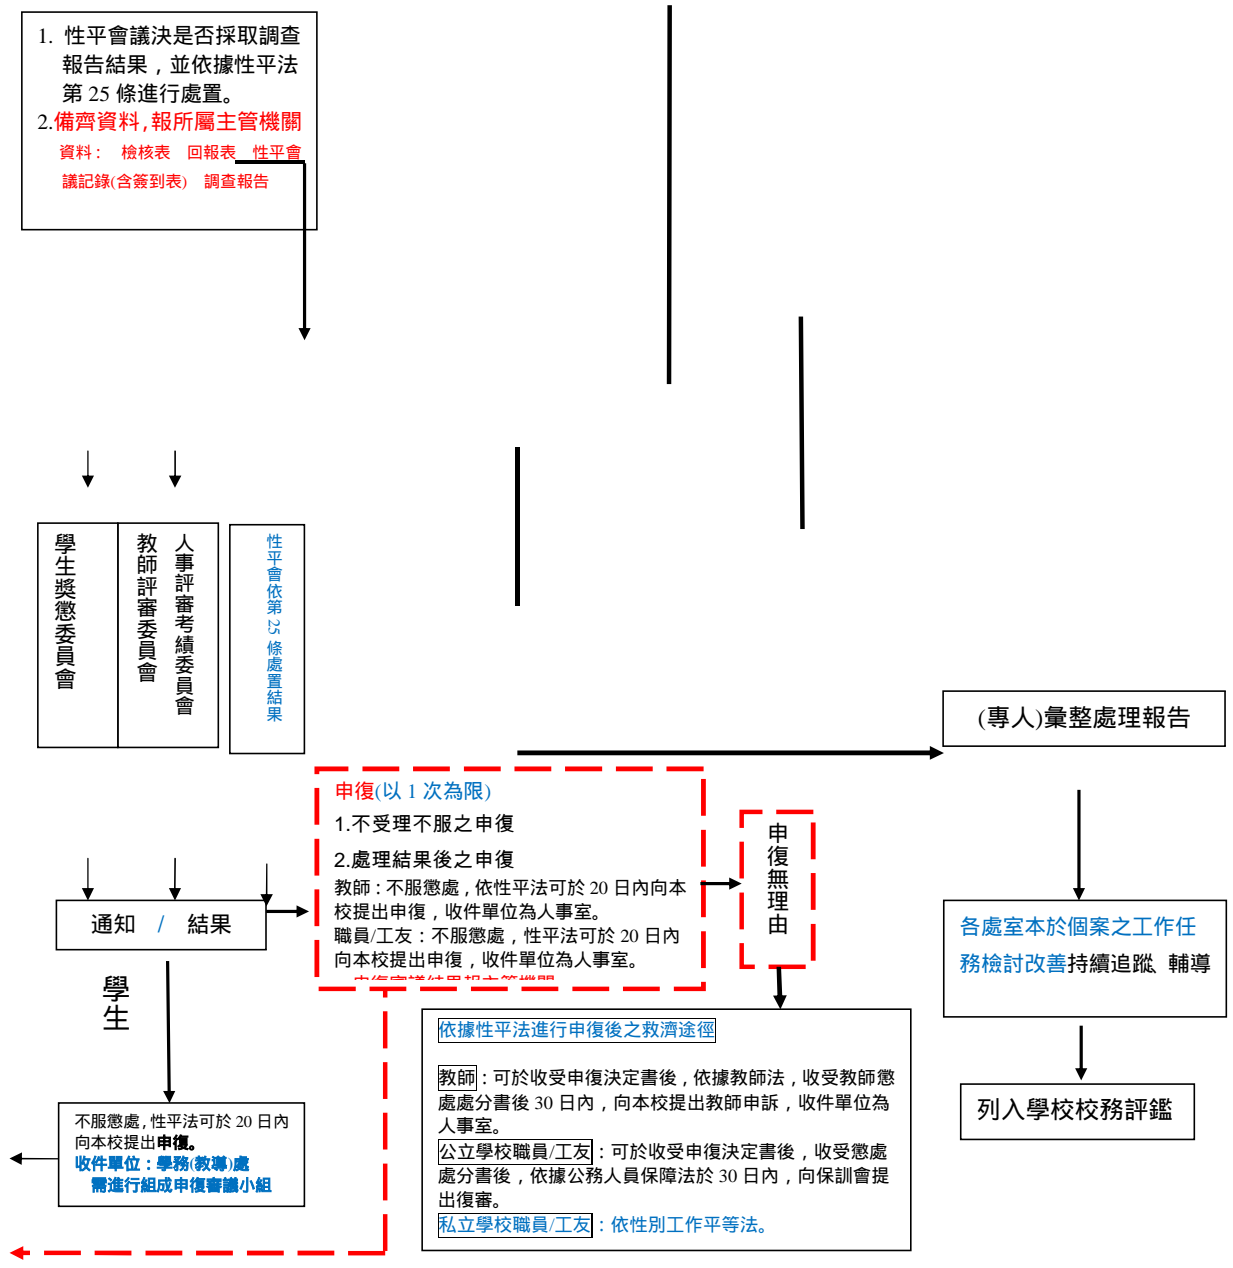 1. 性平會議決是否採取調查
報告結果，並依據性平法
第 25 條進行處置。
2.備齊資料,報所屬主管機關
資料： 檢核表 回報表 性平會
議記錄(含簽到表) 調查報告
學生獎懲委員會
教師評審委員會
人事評審考績委員會
性平會依第 25 條處置結果
(專人)彙整處理報告
申復(以 1 次為限)
1.不受理不服之申復
2.處理結果後之申復
教師：不服懲處，依性平法可於 20 日內向本
校提出申復，收件單位為人事室。
職員/工友：不服懲處，性平法可於 20 日內
向本校提出申復，收件單位為人事室。
申復審議結果報主管機關
申復無理由
通知 / 結果
各處室本於個案之工作任
務檢討改善持續追蹤、輔導
學生
依據性平法進行申復後之救濟途徑
教師：可於收受申復決定書後，依據教師法，收受教師懲
處處分書後 30 日內，向本校提出教師申訴，收件單位為
人事室。
公立學校職員/工友：可於收受申復決定書後，收受懲處
處分書後，依據公務人員保障法於 30 日內，向保訓會提
出復審。
私立學校職員/工友：依性別工作平等法。
列入學校校務評鑑
不服懲處，性平法可於 20 日內
向本校提出申復。
收件單位：學務(教導)處
需進行組成申復審議小組